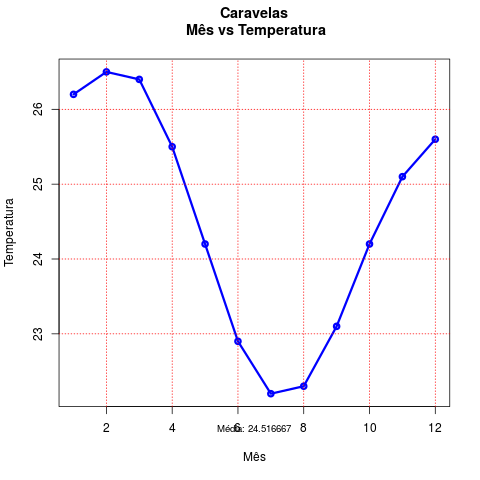 Caravelas
Mês vs Temperatura
Temperatura
26
25
24
23
2 4 6 8 10 12
Média: 24.516667
Mês